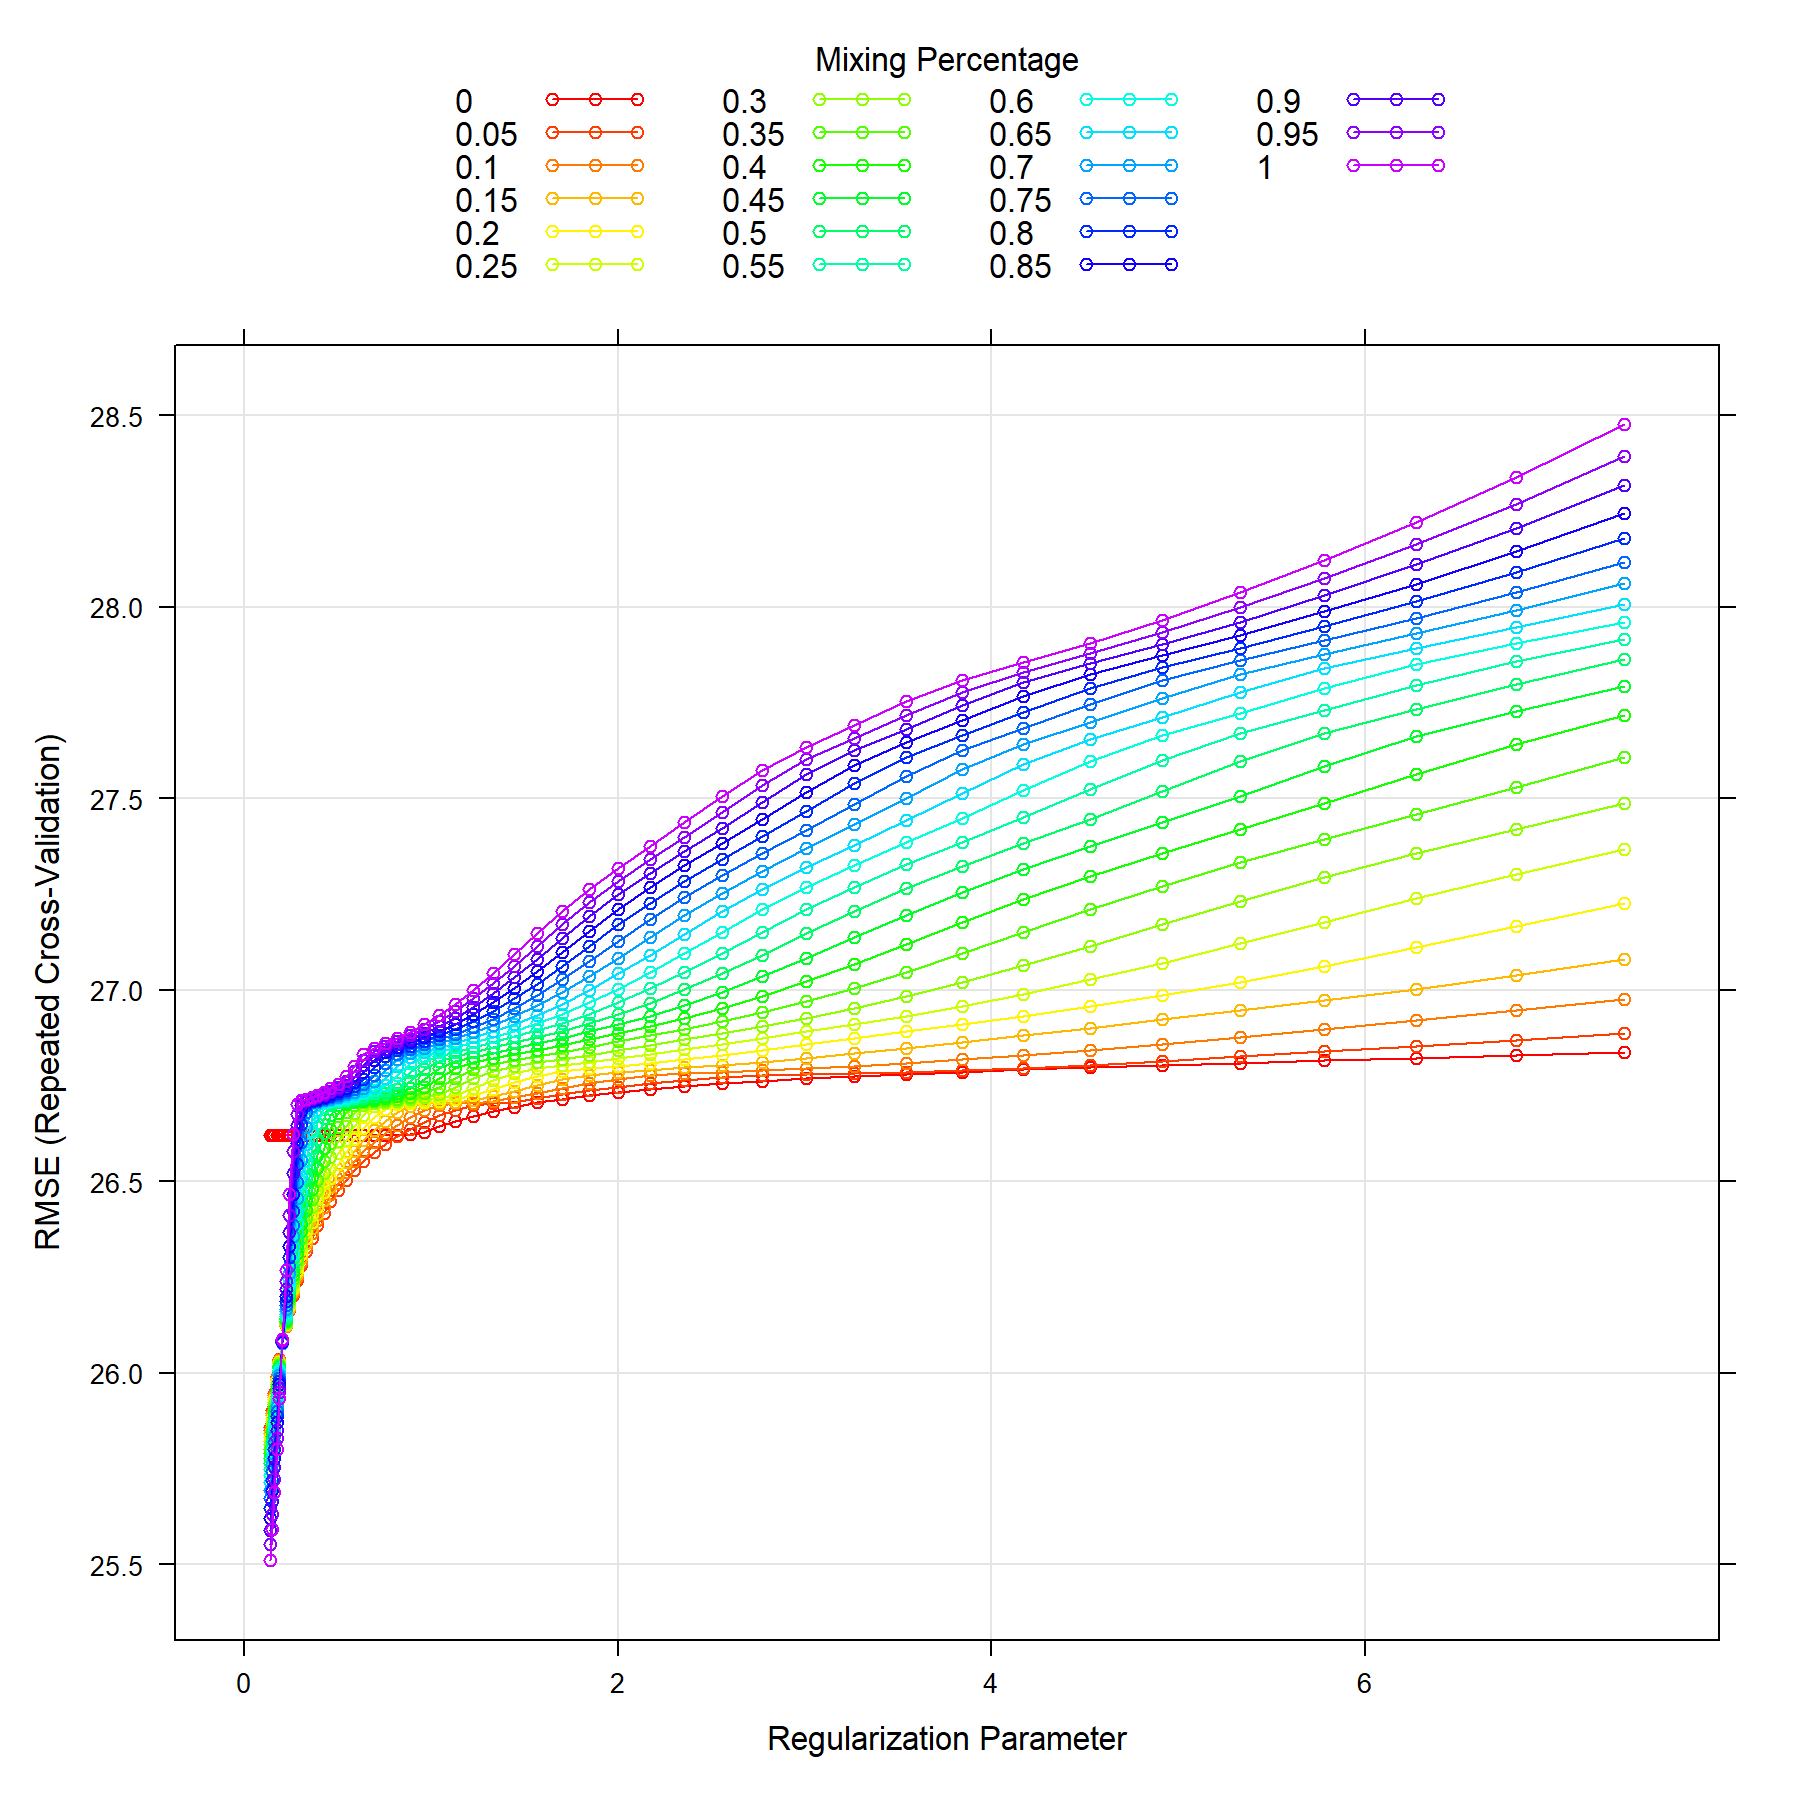 Mixing Percentage
0 0.3 0.6 0.9
0.05 0.35 0.65 0.95
0.1 0.4 0.7 1
0.15 0.45 0.75
0.2 0.5 0.8
0.25 0.55 0.85
28.5
28.0
27.5
27.0
26.5
26.0
25.5
RMSE (Repeated Cross-Validation)
0 2 4 6
Regularization Parameter